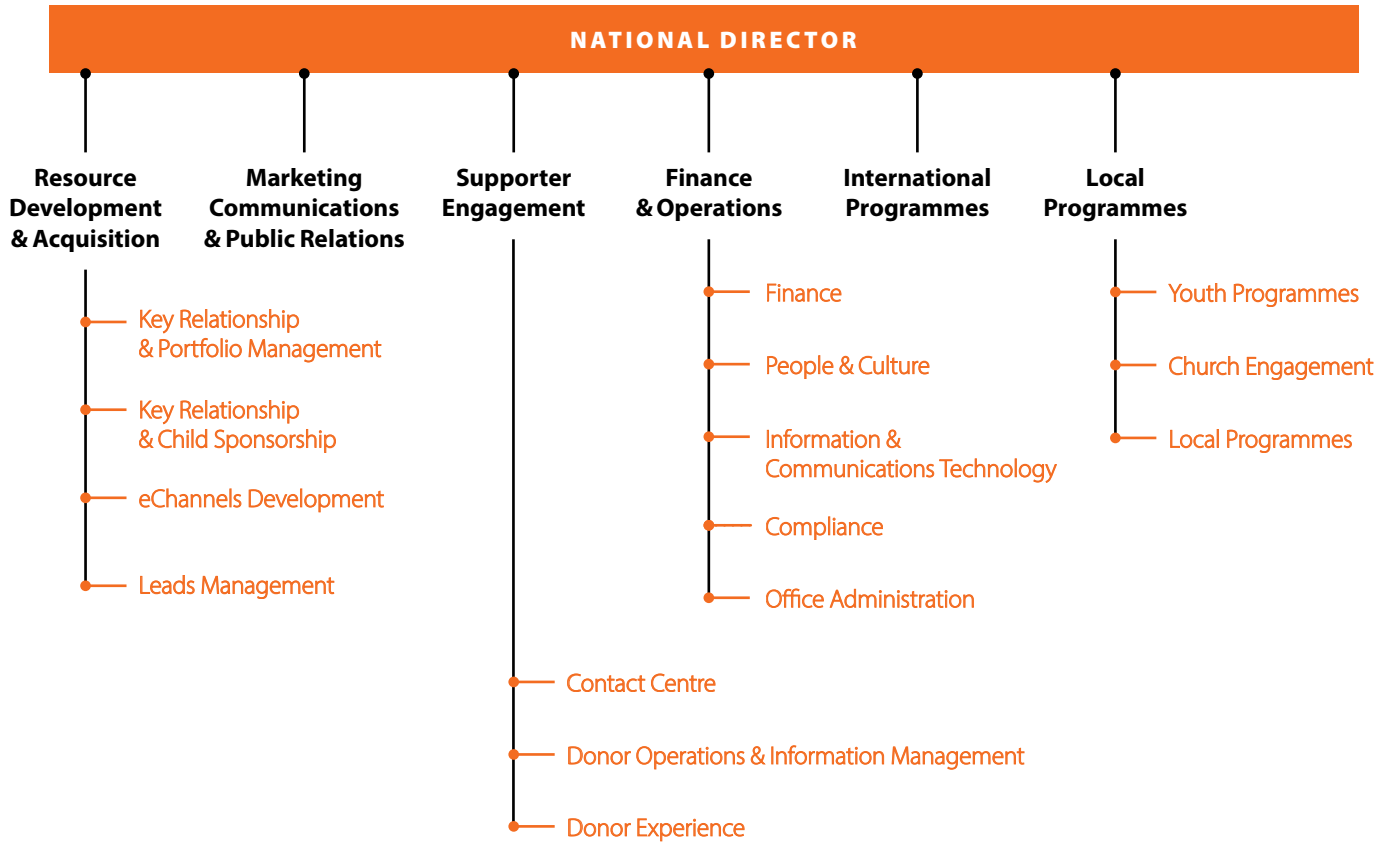 NATIONAL DIRECTOR
Resource
Development
& Acquisition
Key Relationship
& Portfolio Management
Key Relationship
& Child Sponsorship
eChannels Development
Leads Management
Marketing
Communications
& Public Relations
Supporter
Engagement
Contact Centre
Donor Operations & Information Management
Donor Experience
Finance
& Operations
Finance
People & Culture
Information &
Communications Technology
Compliance
Office Administration
International
Programmes
Local
Programmes
Youth Programmes
Church Engagement
Local Programmes